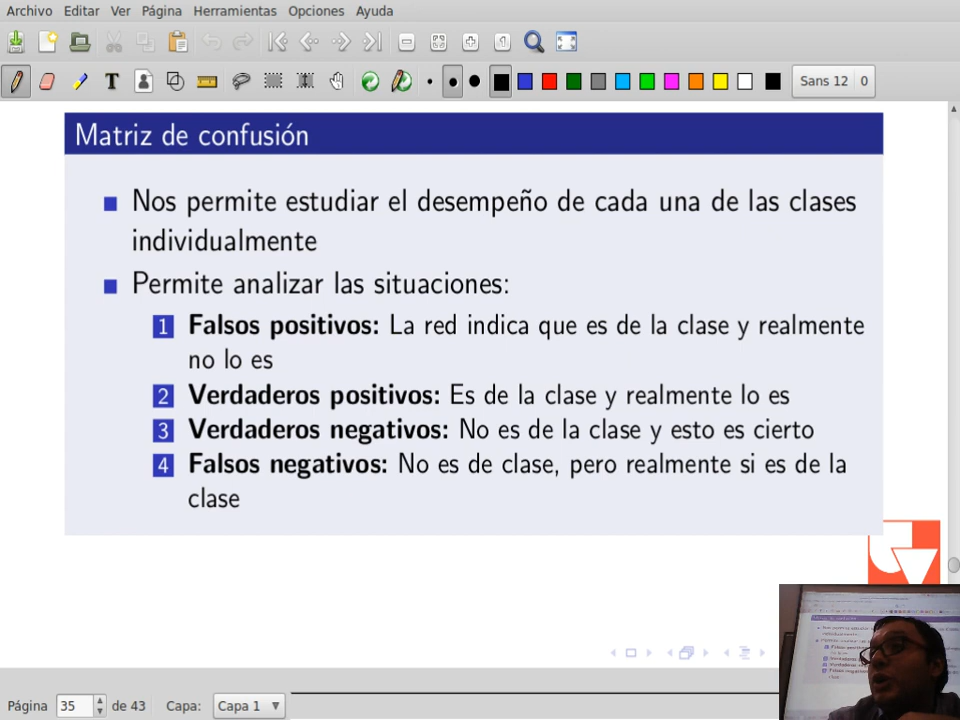 Archivo Editar Ver Página Herramientas Opciones Ayuda
Sans 12 0
Matriz de confusión
Nos permite estudiar el desempeño de cada una de las clases
individualmente
Permite analizar las situaciones:
1 Falsos positivos: La red indica que es de la clase y realmente
no lo es
2 Verdaderos positivos: Es de la clase y realmente lo es
3 Verdaderos negativos: No es de la clase y esto es cierto
4 Falsos negativos: No es de clase, pero realmente si es de la
clase
Página 35 de 43 Capa: Capa 1